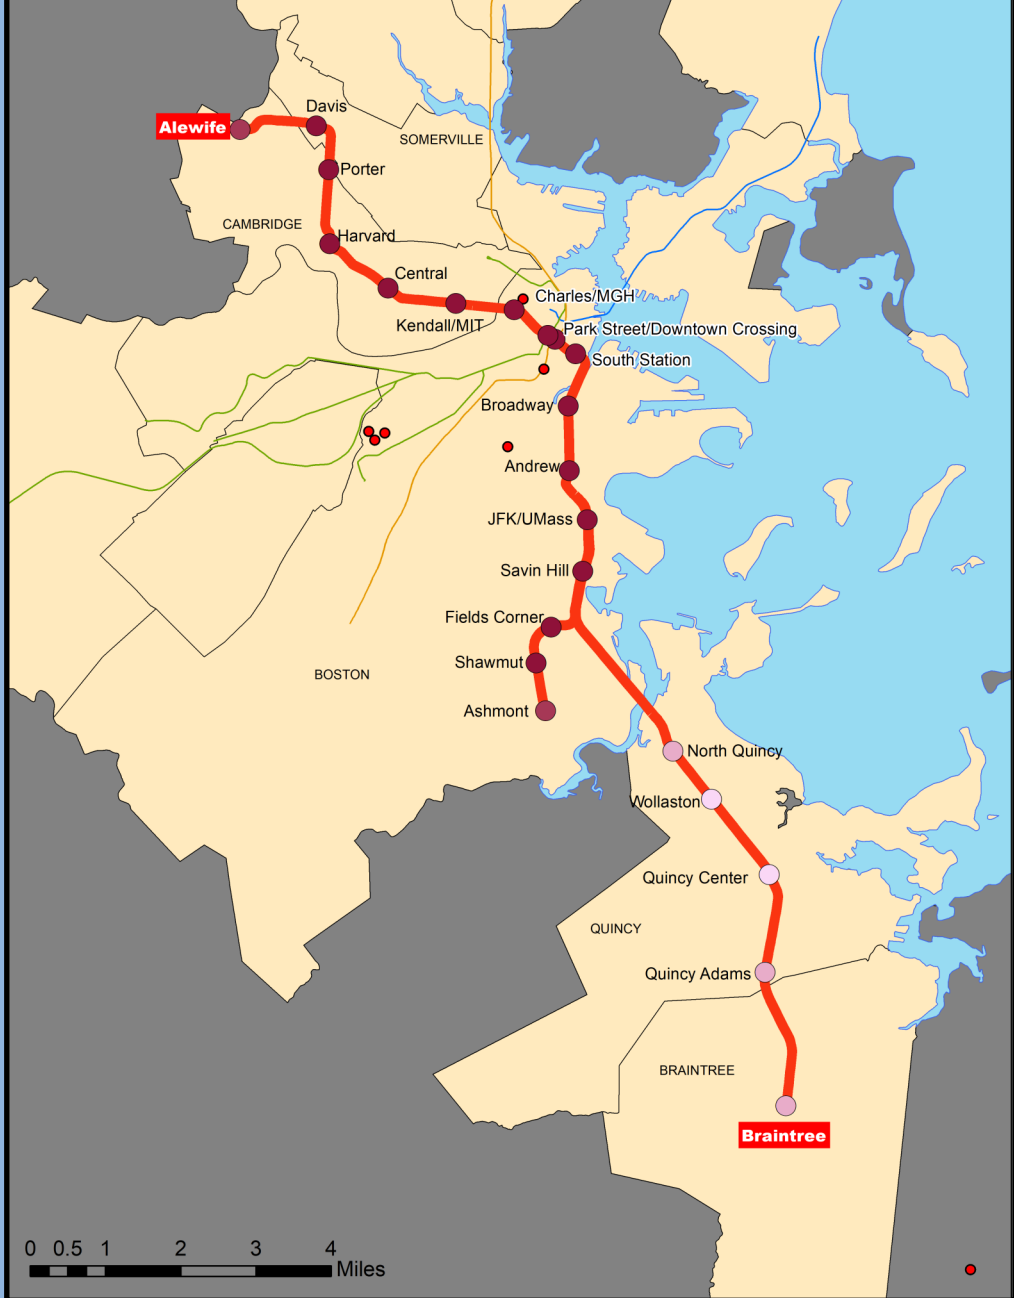 Davis
Alewife
SOMERVILLE
Porter
CAMBRIDGE
Harvard
Central
Charles/MGH
Kendall/MIT
Park Street/Downtown Crossing
South Station
Broadway
Andrew
JFK/UMass
Savin Hill
Fields Corner
Shawmut
BOSTON
Ashmont
North Quincy
Wollaston
Quincy Center
QUINCY
Quincy Adams
BRAINTREE
Braintree
0 0.5 1 2 3 4
Miles